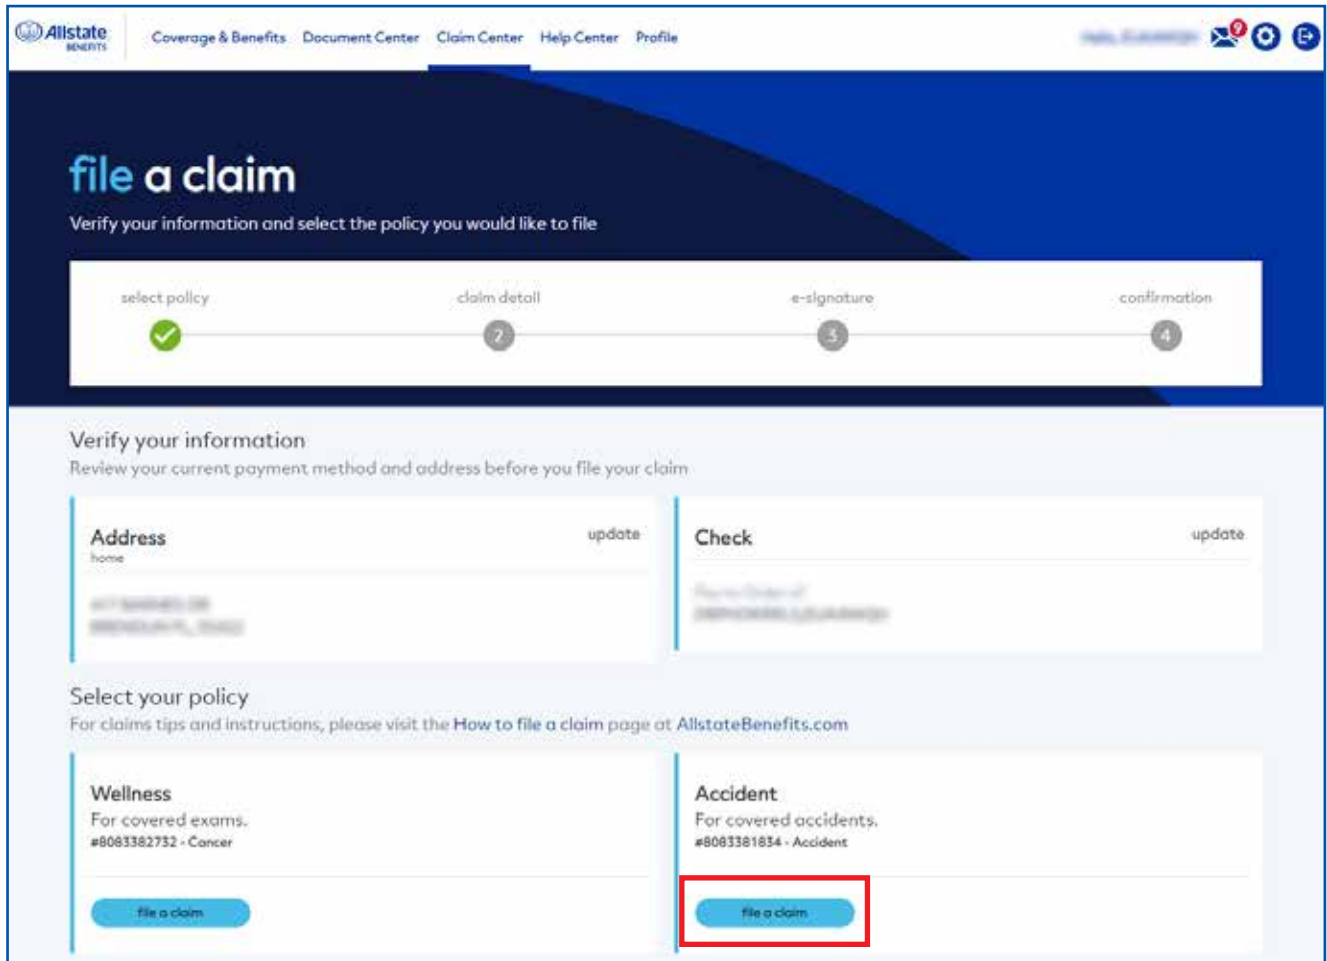 Allstate
BENEFITS
Coverage & Benefits Document Center Claim Center Help Center Profile
9
file a claim
Verify your information and select the policy you would like to file
select policy claim detail e-signature confirmation
2 3 4
Verify your information
Review your current payment method and address before you file your claim
Address update
home
Check update
Select your policy
For claims tips and instructions, please visit the How to file a claim page at AllstateBenefits.com
Wellness
For covered exams.
#8083382732 - Cancer
file a claim
Accident
For covered accidents.
#8083381834 - Accident
file a claim